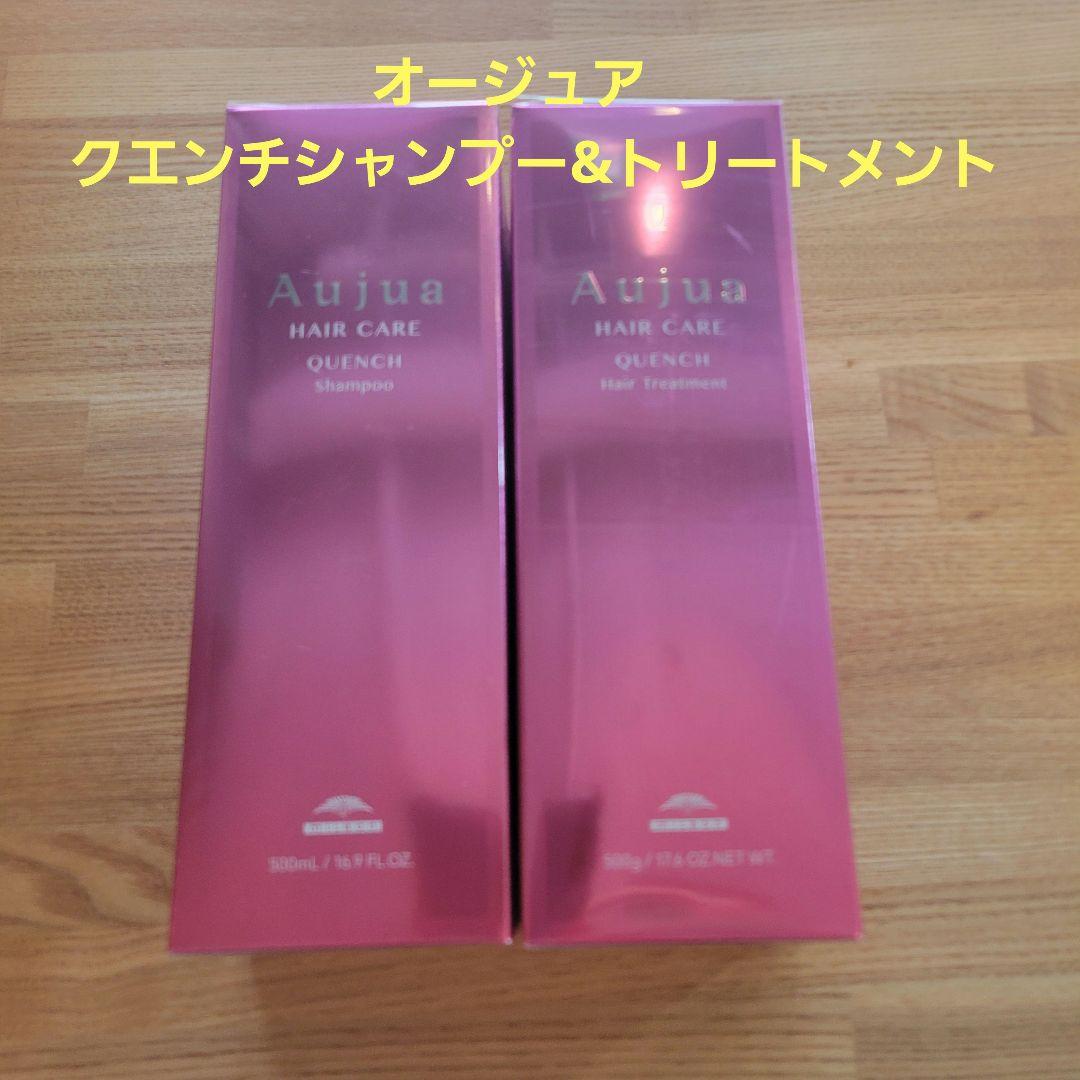 オージュア
クエンチシャンプー&トリートメント
Aujua
HAIR CARE
QUENCH
Shampoo
500mL / 16.9 FL.OZ.
Aujua
HAIR CARE
QUENCH
Hair Treatment
500g / 17.6 OZ.NET WT.